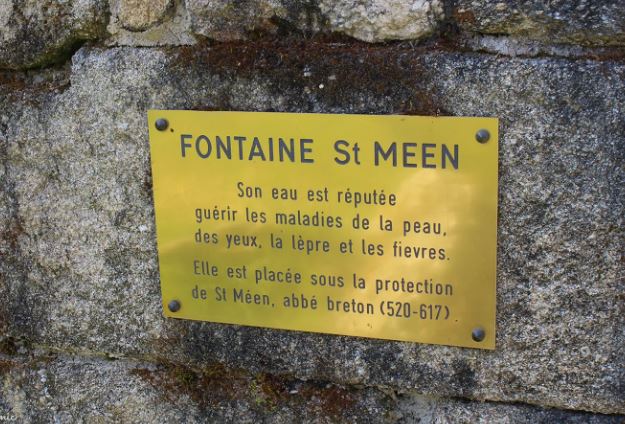 FONTAINE St MEEN
Son eau est réputée
guérir les maladies de la peau,
des yeux, la lèpre et les fievres.
Elle est placée sous la protection
de St Méen, abbé breton (520-617).